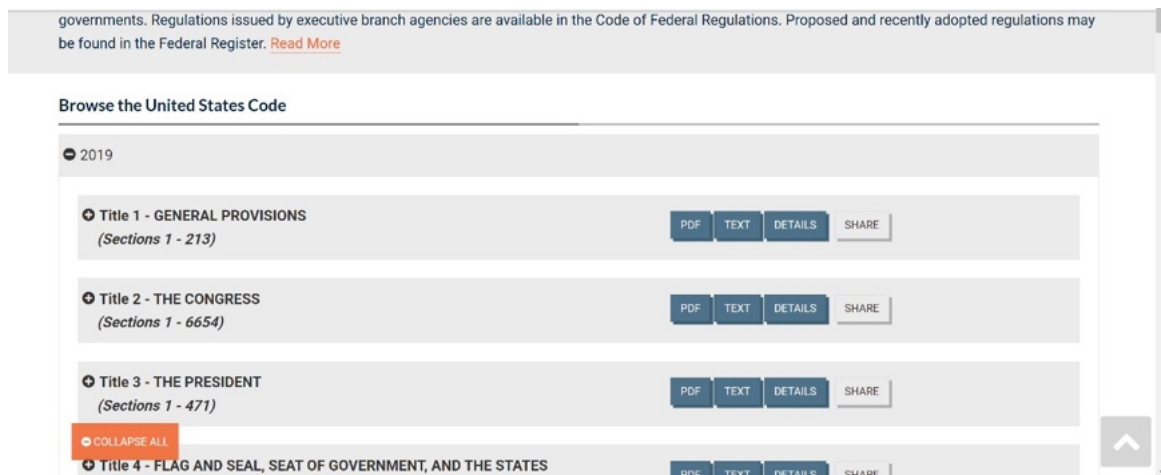 governments. Regulations issued by executive branch agencies are available in the Code of Federal Regulations. Proposed and recently adopted regulations may
be found in the Federal Register. Read More
Browse the United States Code
2019
Title 1 - GENERAL PROVISIONS
(Sections 1 - 213)
PDF TEXT DETAILS SHARE
Title 2 - THE CONGRESS
(Sections 1 - 6654)
PDF TEXT DETAILS SHARE
Title 3 - THE PRESIDENT
(Sections 1 - 471)
PDF TEXT DETAILS SHARE
COLLAPSE ALL
Title 4 - FLAG AND SEAL, SEAT OF GOVERNMENT, AND THE STATES
PDF TEXT DETAILS SHARE